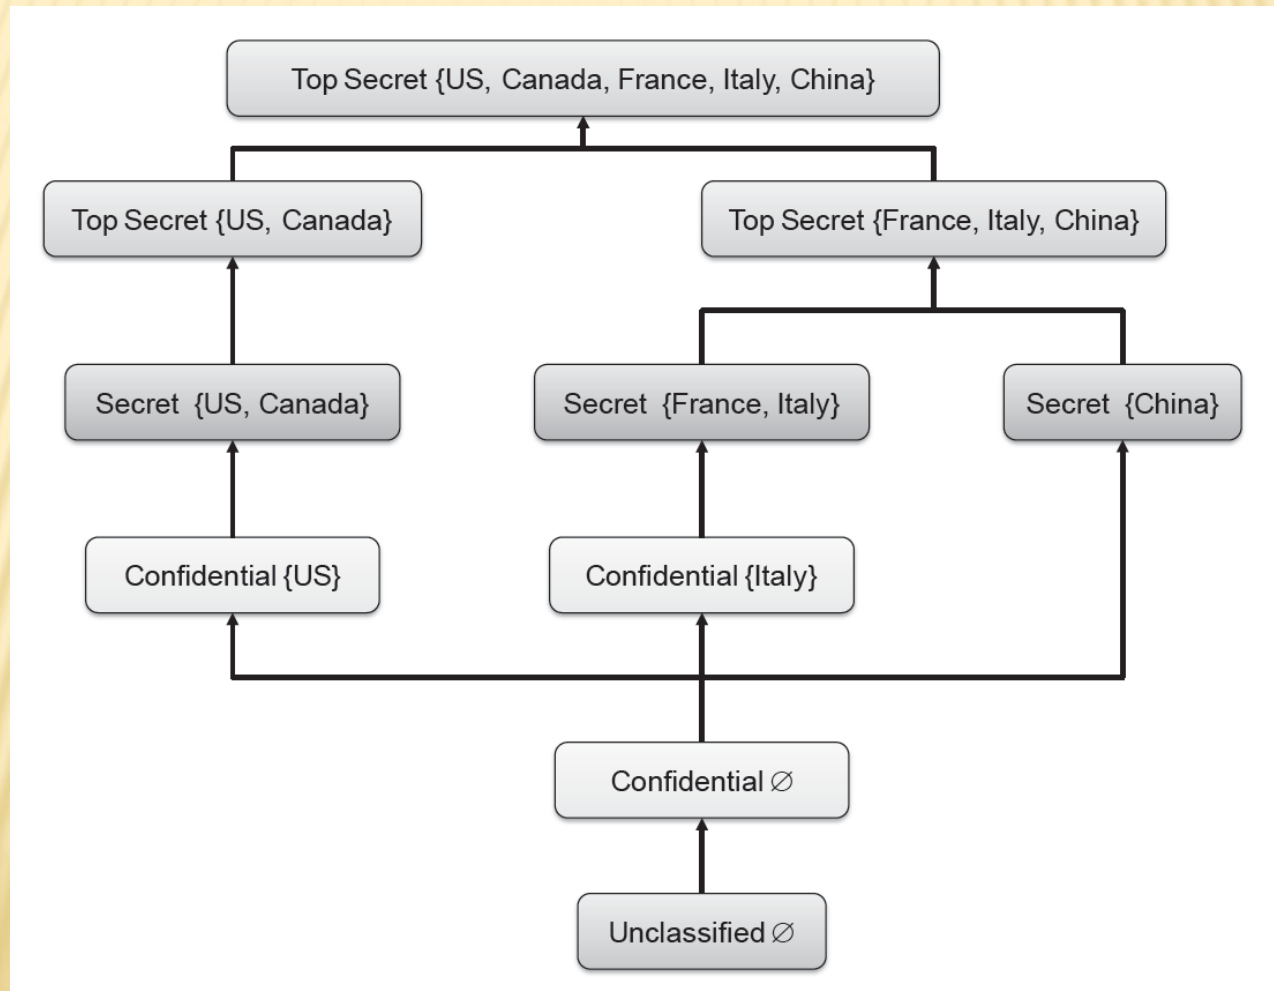 Top Secret {US, Canada, France, Italy, China}
Top Secret {US, Canada}
Top Secret {France, Italy, China}
Secret {US, Canada}
Secret {France, Italy}
Secret {China}
Confidential {US}
Confidential {Italy}
Confidential ∅
Unclassified ∅